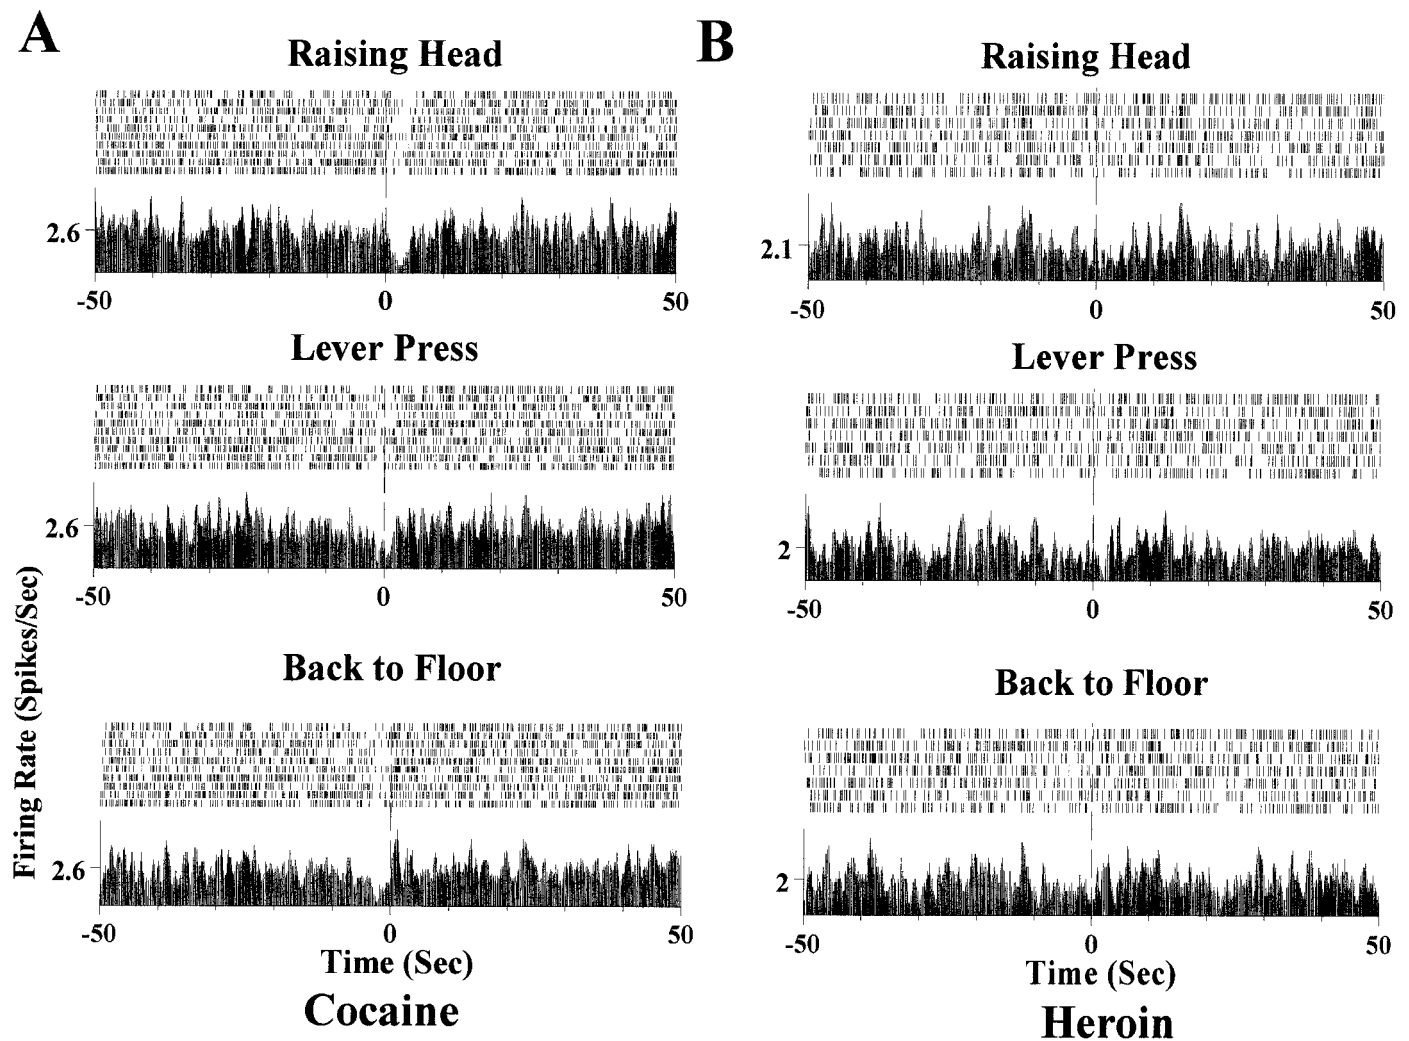 A
Raising Head
2.6
-50 0 50
Lever Press
2.6
-50 0 50
Back to Floor
2.6
-50 0 50
Time (Sec)
Cocaine
Firing Rate (Spikes/Sec)
B
Raising Head
2.1
-50 0 50
Lever Press
2
-50 0 50
Back to Floor
2
-50 0 50
Time (Sec)
Heroin